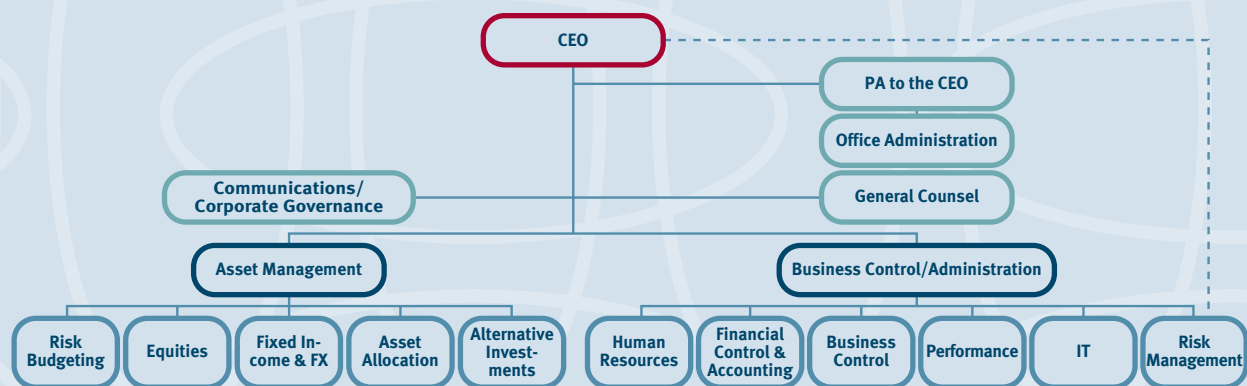 CEO
PA to the CEO
Office Administration
Communications/
Corporate Governance
General Counsel
Asset Management
Business Control/Administration
Risk
Budgeting
Equities
Fixed In-
come & FX
Asset
Allocation
Alternative
Invest-
ments
Human
Resources
Financial
Control &
Accounting
Business
Control
Performance
IT
Risk
Management